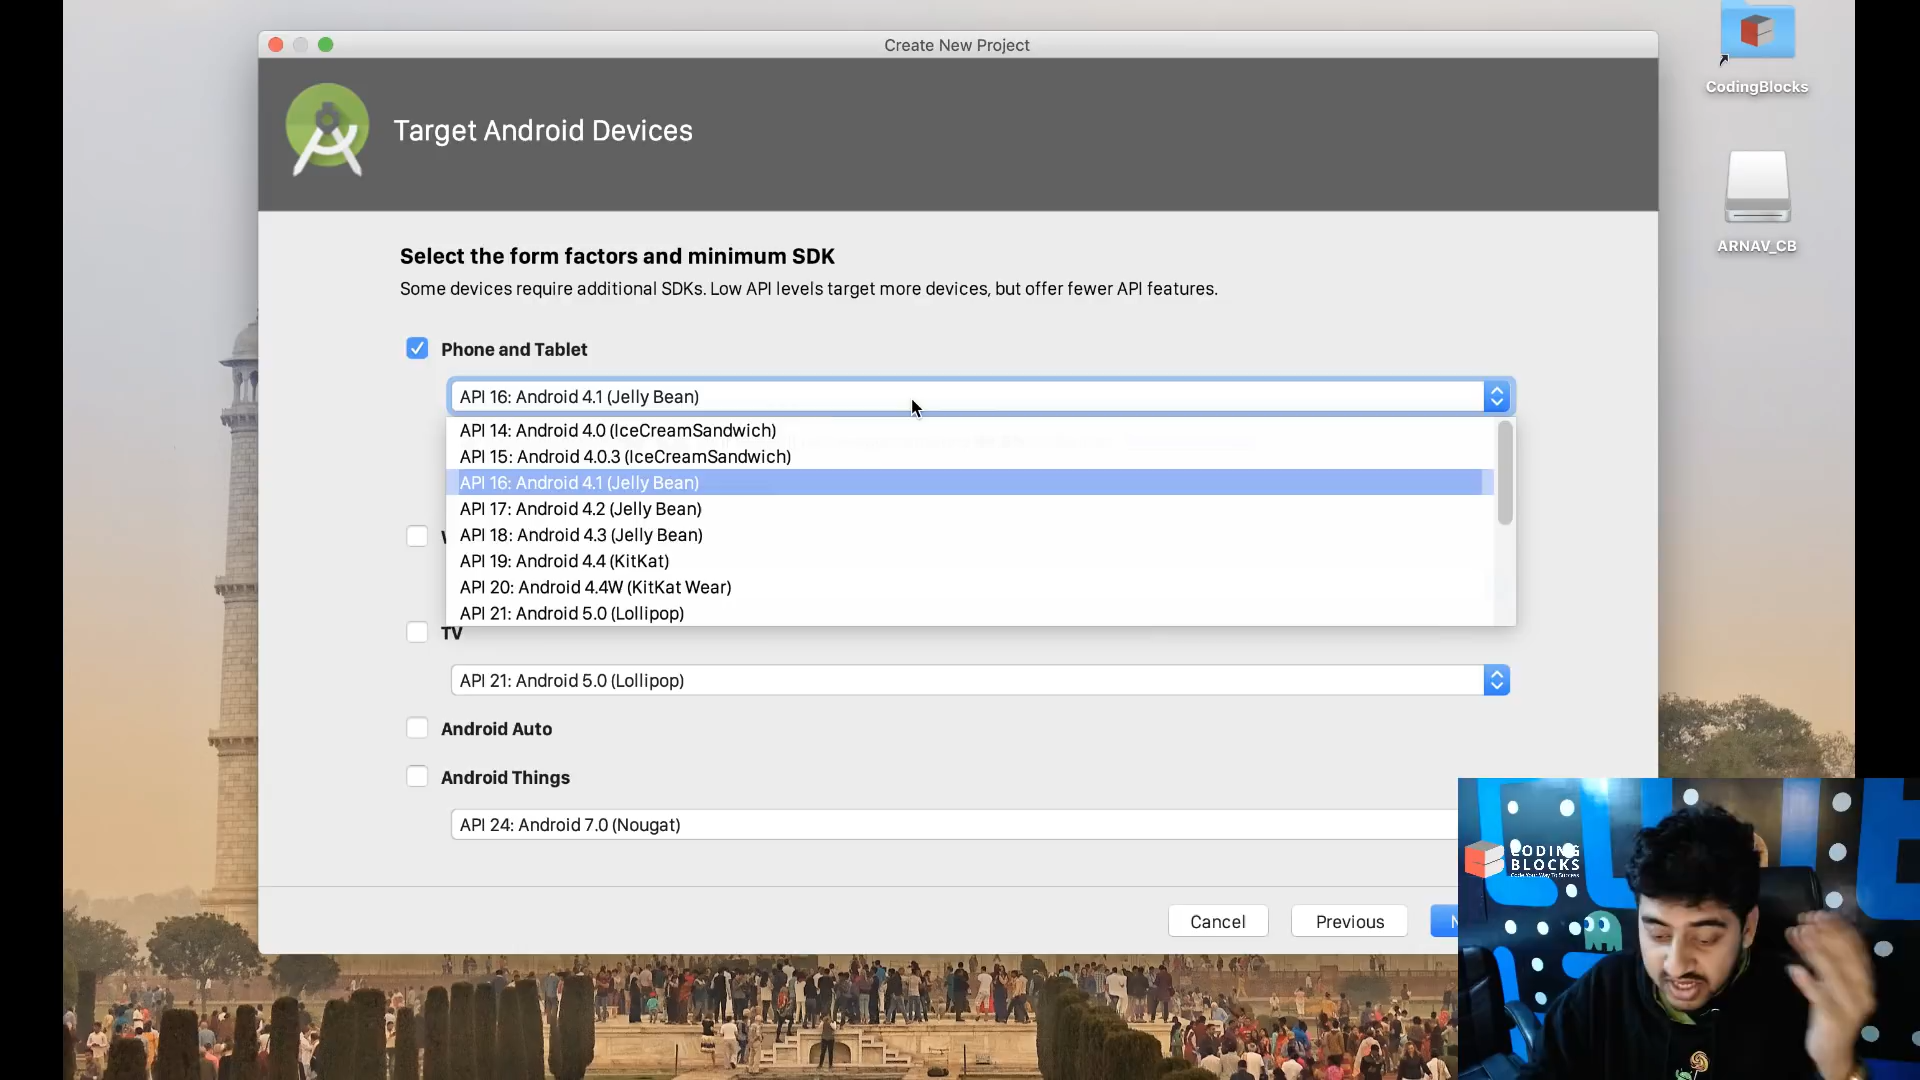 Create New Project
CodingBlocks
Target Android Devices
ARNAV_CB
Select the form factors and minimum SDK
Some devices require additional SDKs. Low API levels target more devices, but offer fewer API features.
Phone and Tablet
API 16: Android 4.1 (Jelly Bean)
API 14: Android 4.0 (IceCreamSandwich)
API 15: Android 4.0.3 (IceCreamSandwich)
API 16: Android 4.1 (Jelly Bean)
API 17: Android 4.2 (Jelly Bean)
API 18: Android 4.3 (Jelly Bean)
API 19: Android 4.4 (KitKat)
API 20: Android 4.4W (KitKat Wear)
API 21: Android 5.0 (Lollipop)
TV
API 21: Android 5.0 (Lollipop)
Android Auto
Android Things
API 24: Android 7.0 (Nougat)
Cancel
Previous
CODING
BLOCKS
Code Your Way To Success